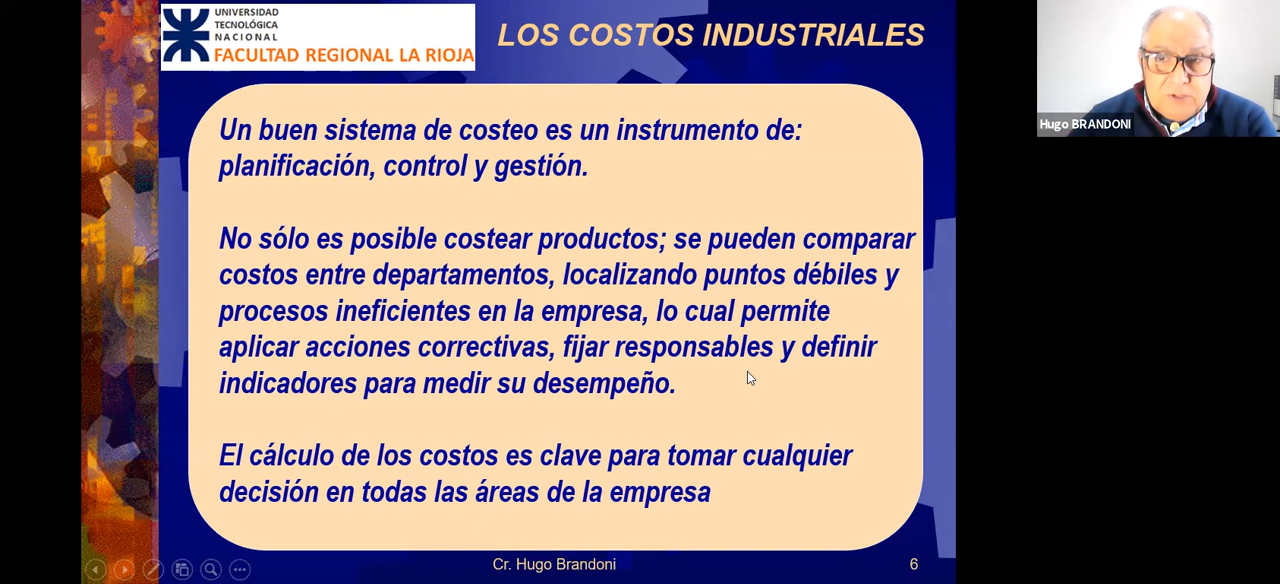 UNIVERSIDAD
TECNOLÓGICA
NACIONAL
FACULTAD REGIONAL LA RIOJA
LOS COSTOS INDUSTRIALES
Hugo BRANDONI
Un buen sistema de costeo es un instrumento de:
planificación, control y gestión.
No sólo es posible costear productos; se pueden comparar
costos entre departamentos, localizando puntos débiles y
procesos ineficientes en la empresa, lo cual permite
aplicar acciones correctivas, fijar responsables y definir
indicadores para medir su desempeño.
El cálculo de los costos es clave para tomar cualquier
decisión en todas las áreas de la empresa
Cr. Hugo Brandoni
6